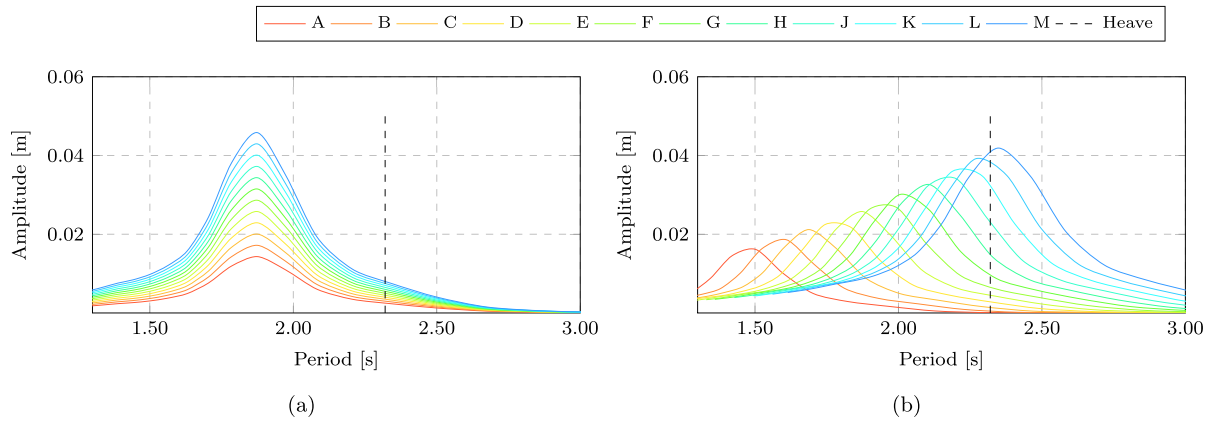 A B C D E F G H J K L M Heave
0.06 0.06
0.04 0.04
0.02 0.02
Amplitude [m] Amplitude [m]
1.50 2.00 2.50 3.00 1.50 2.00 2.50 3.00
Period [s] Period [s]
(a) (b)